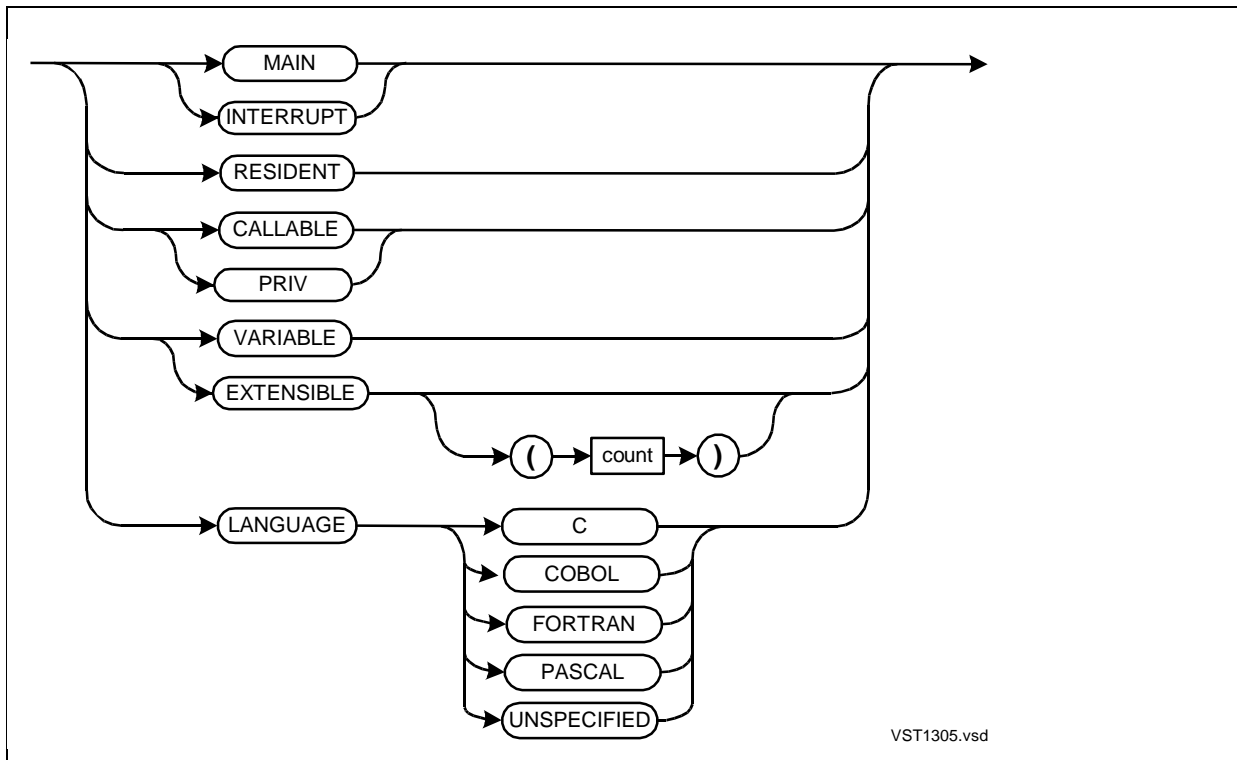 MAIN
INTERRUPT
RESIDENT
CALLABLE
PRIV
VARIABLE
EXTENSIBLE
( count )
LANGUAGE
C
COBOL
FORTRAN
PASCAL
UNSPECIFIED
VST1305.vsd